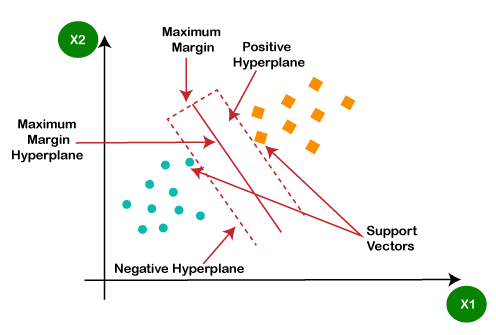 X2
Maximum
Margin
Positive
Hyperplane
Maximum
Margin
Hyperplane
Support
Vectors
Negative Hyperplane
X1